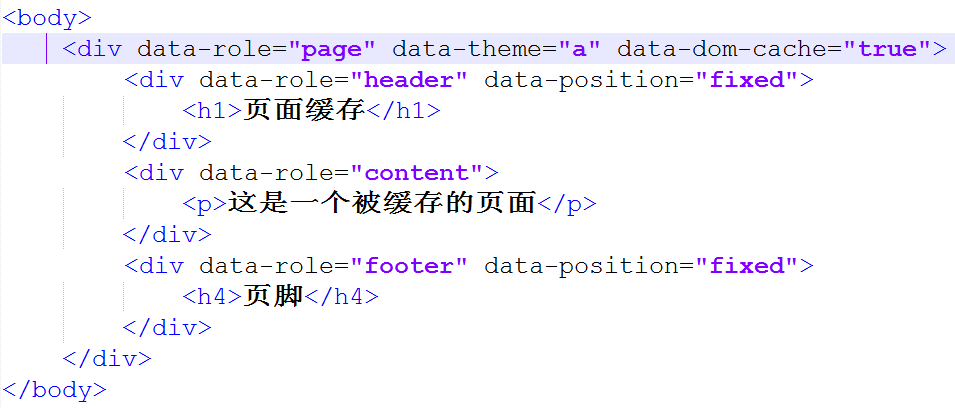 <body>
<div data-role="page" data-theme="a" data-dom-cache="true">
<div data-role="header" data-position="fixed">
<h1>页面缓存</h1>
</div>
<div data-role="content">
<p>这是一个被缓存的页面</p>
</div>
<div data-role="footer" data-position="fixed">
<h4>页脚</h4>
</div>
</div>
</body>